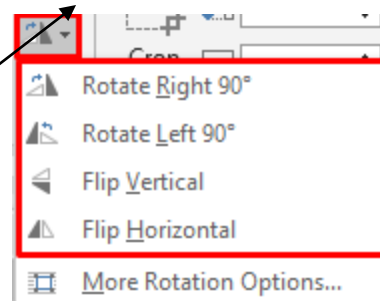 Crop
Rotate Right 90°
Rotate Left 90°
Flip Vertical
Flip Horizontal
More Rotation Options...